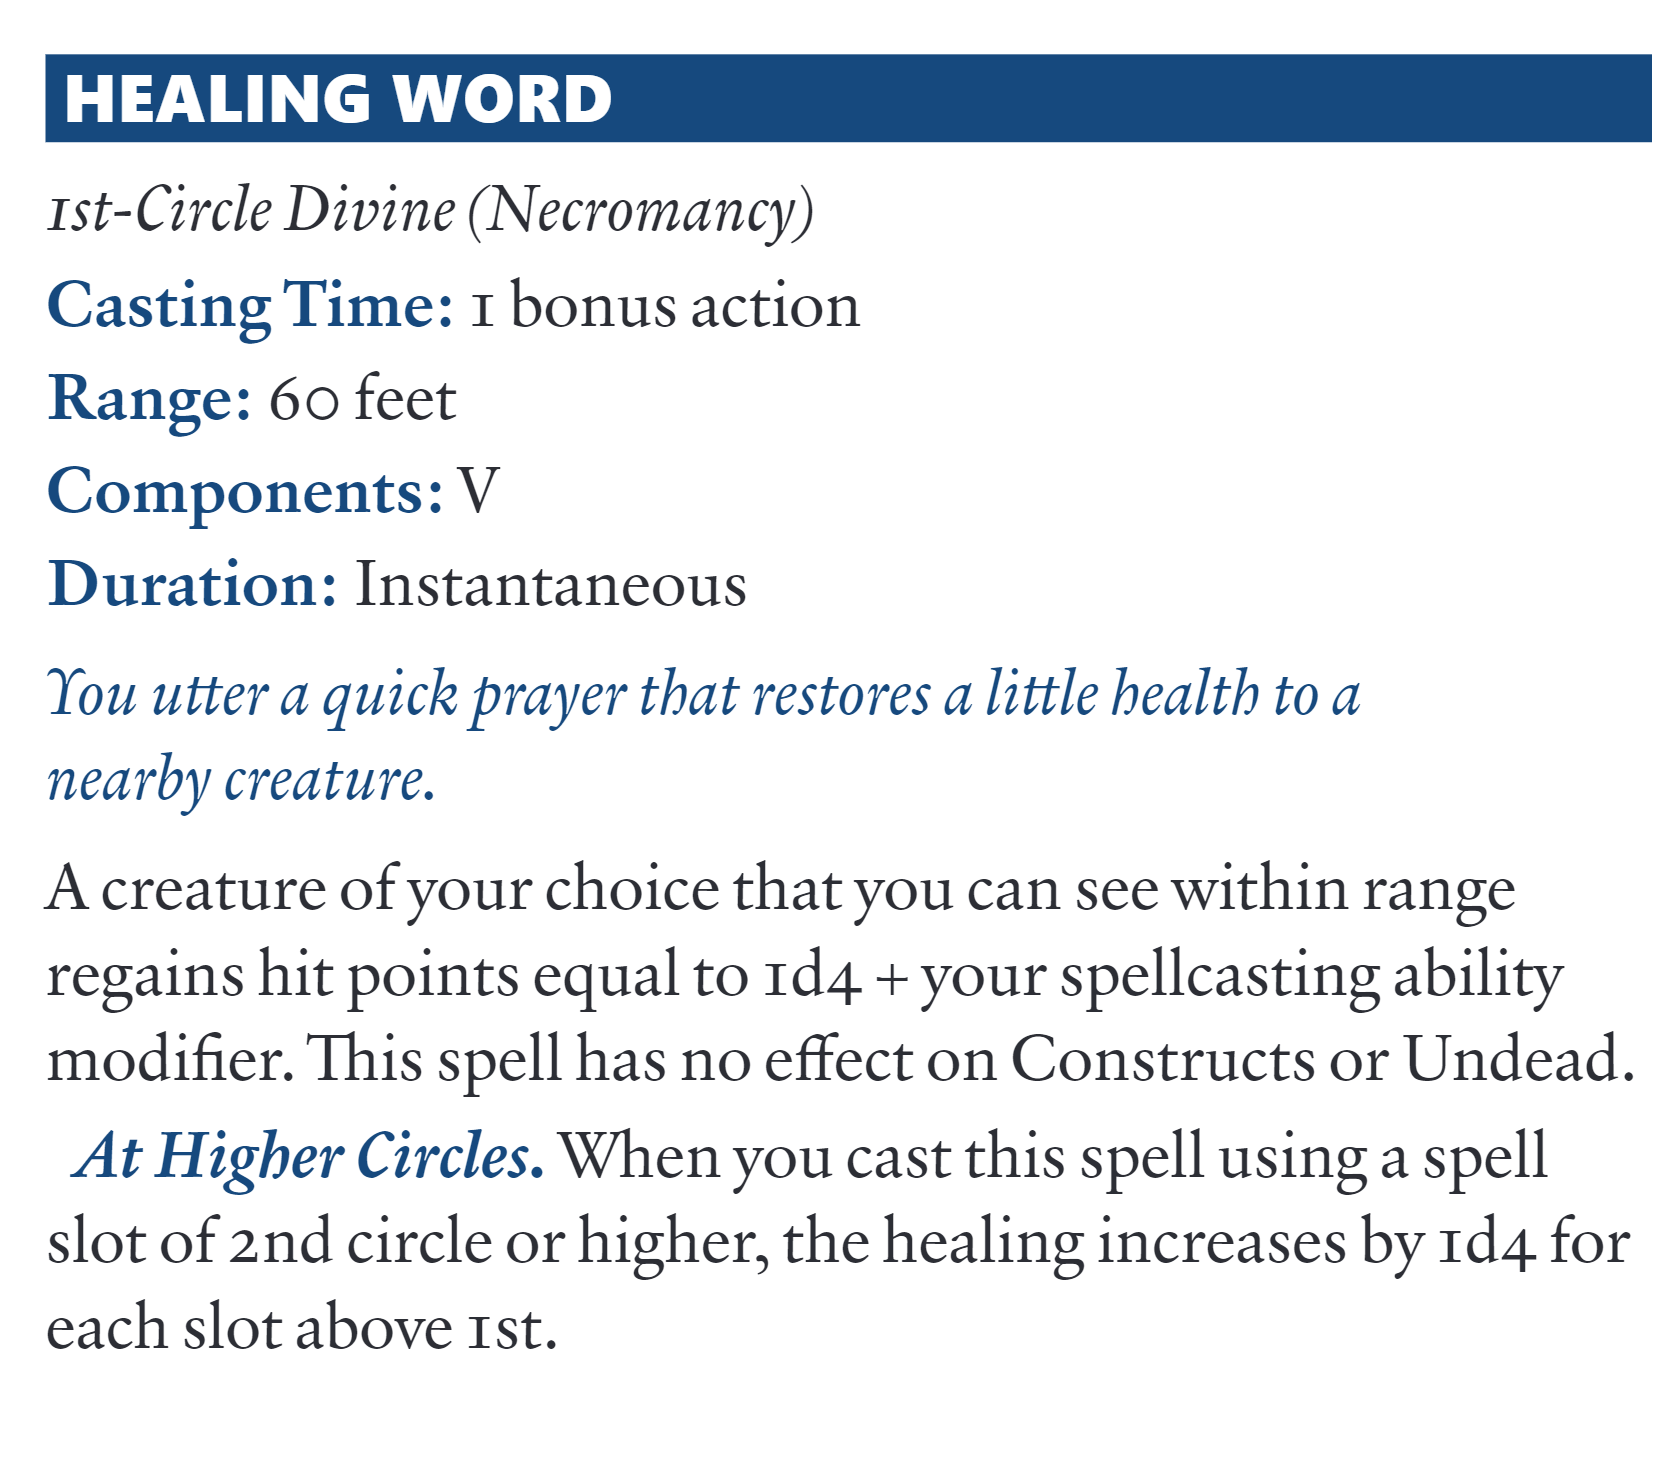 HEALING WORD
1st-Circle Divine (Necromancy)
Casting Time: 1 bonus action
Range: 60 feet
Components: V
Duration: Instantaneous
You utter a quick prayer that restores a little health to a
nearby creature.
A creature of your choice that you can see within range
regains hit points equal to 1d4 + your spellcasting ability
modifier. This spell has no effect on Constructs or Undead.
At Higher Circles. When you cast this spell using a spell
slot of 2nd circle or higher, the healing increases by 1d4 for
each slot above 1st.